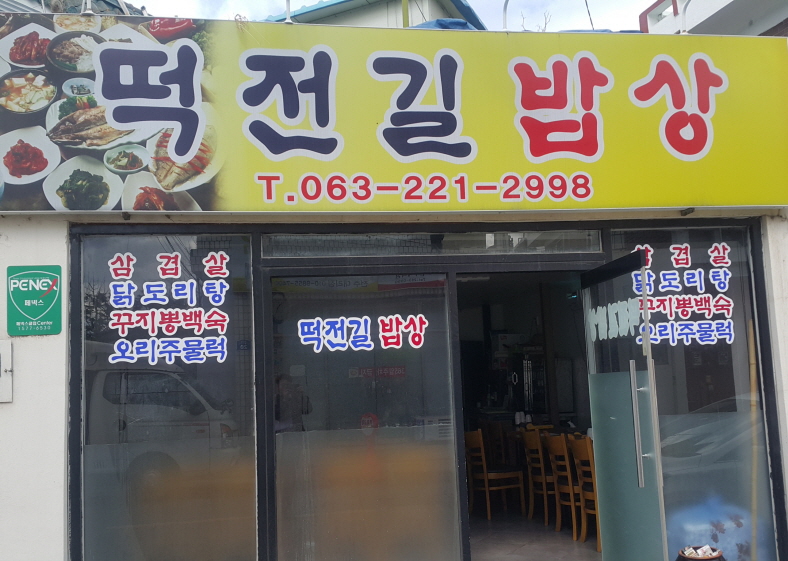 떡전길밥상
T.063-221-2998
삼겹살
닭도리탕
꾸지뽕백숙
오리주물럭
떡전길 밥상
삼겹살
닭도리탕
꾸지뽕백숙
오리주물럭
PENEX
페넥스
1577-6530